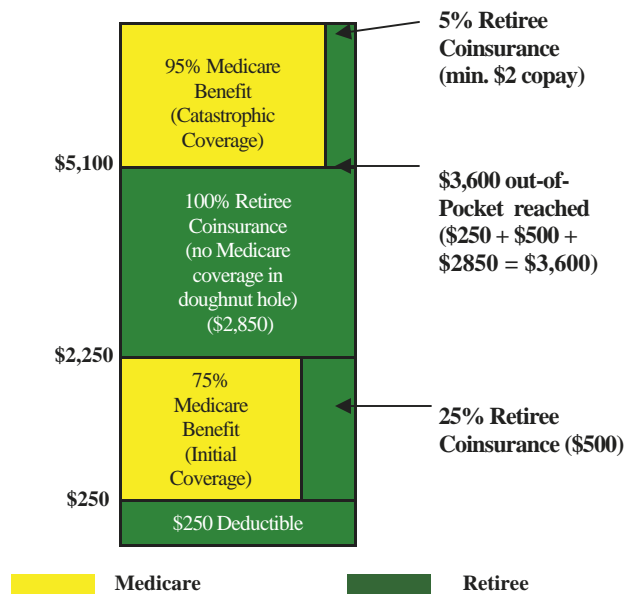 5% Retiree
Coinsurance
(min. $2 copay)
95% Medicare
Benefit
(Catastrophic
Coverage)
$5,100
$3,600 out-of-
Pocket reached
($250 + $500 +
$2850 = $3,600)
100% Retiree
Coinsurance
(no Medicare
coverage in
doughnut hole)
($2,850)
$2,250
75%
Medicare
Benefit
(Initial
Coverage)
25% Retiree
Coinsurance ($500)
$250
$250 Deductible
Medicare
Retiree